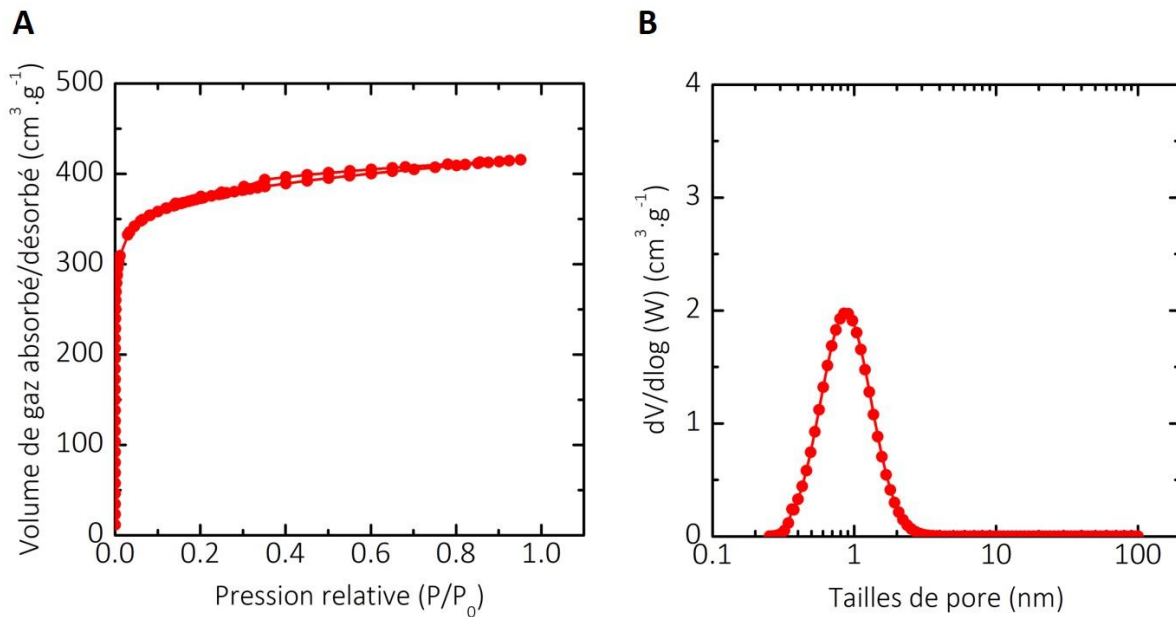 A
B
Volume de gaz absorbé/désorbé (cm³.g⁻¹)
500
400
300
200
100
0
0.0 0.2 0.4 0.6 0.8 1.0
Pression relative (P/P₀)
dV/dlog (W) (cm³.g⁻¹)
4
3
2
1
0
0.1 1 10 100
Tailles de pore (nm)